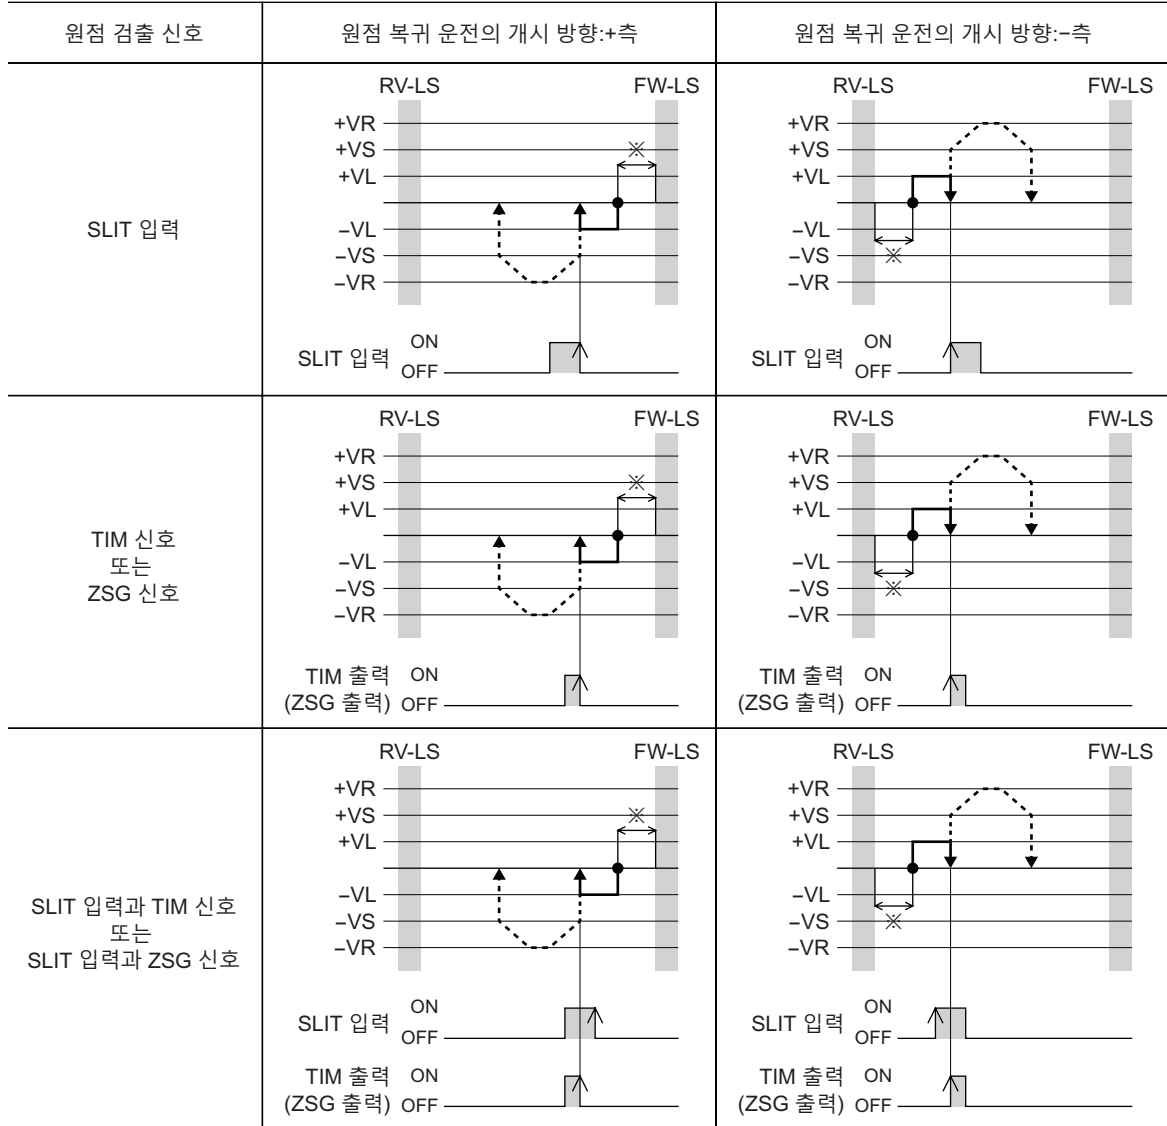 원점 검출 신호
원점 복귀 운전의 개시 방향:+측
원점 복귀 운전의 개시 방향:−측
SLIT 입력
RV-LS
FW-LS
+VR
+VS
※
+VL
−VL
−VS
−VR
SLIT 입력
ON
OFF
RV-LS
FW-LS
+VR
+VS
+VL
−VL
−VS
※
−VR
SLIT 입력
ON
OFF
TIM 신호
또는
ZSG 신호
RV-LS
FW-LS
+VR
+VS
※
+VL
−VL
−VS
−VR
TIM 출력
(ZSG 출력)
ON
OFF
RV-LS
FW-LS
+VR
+VS
+VL
−VL
−VS
※
−VR
TIM 출력
(ZSG 출력)
ON
OFF
SLIT 입력과 TIM 신호
또는
SLIT 입력과 ZSG 신호
RV-LS
FW-LS
+VR
+VS
※
+VL
−VL
−VS
−VR
SLIT 입력
ON
OFF
TIM 출력
(ZSG 출력)
ON
OFF
RV-LS
FW-LS
+VR
+VS
+VL
−VL
−VS
※
−VR
SLIT 입력
ON
OFF
TIM 출력
(ZSG 출력)
ON
OFF